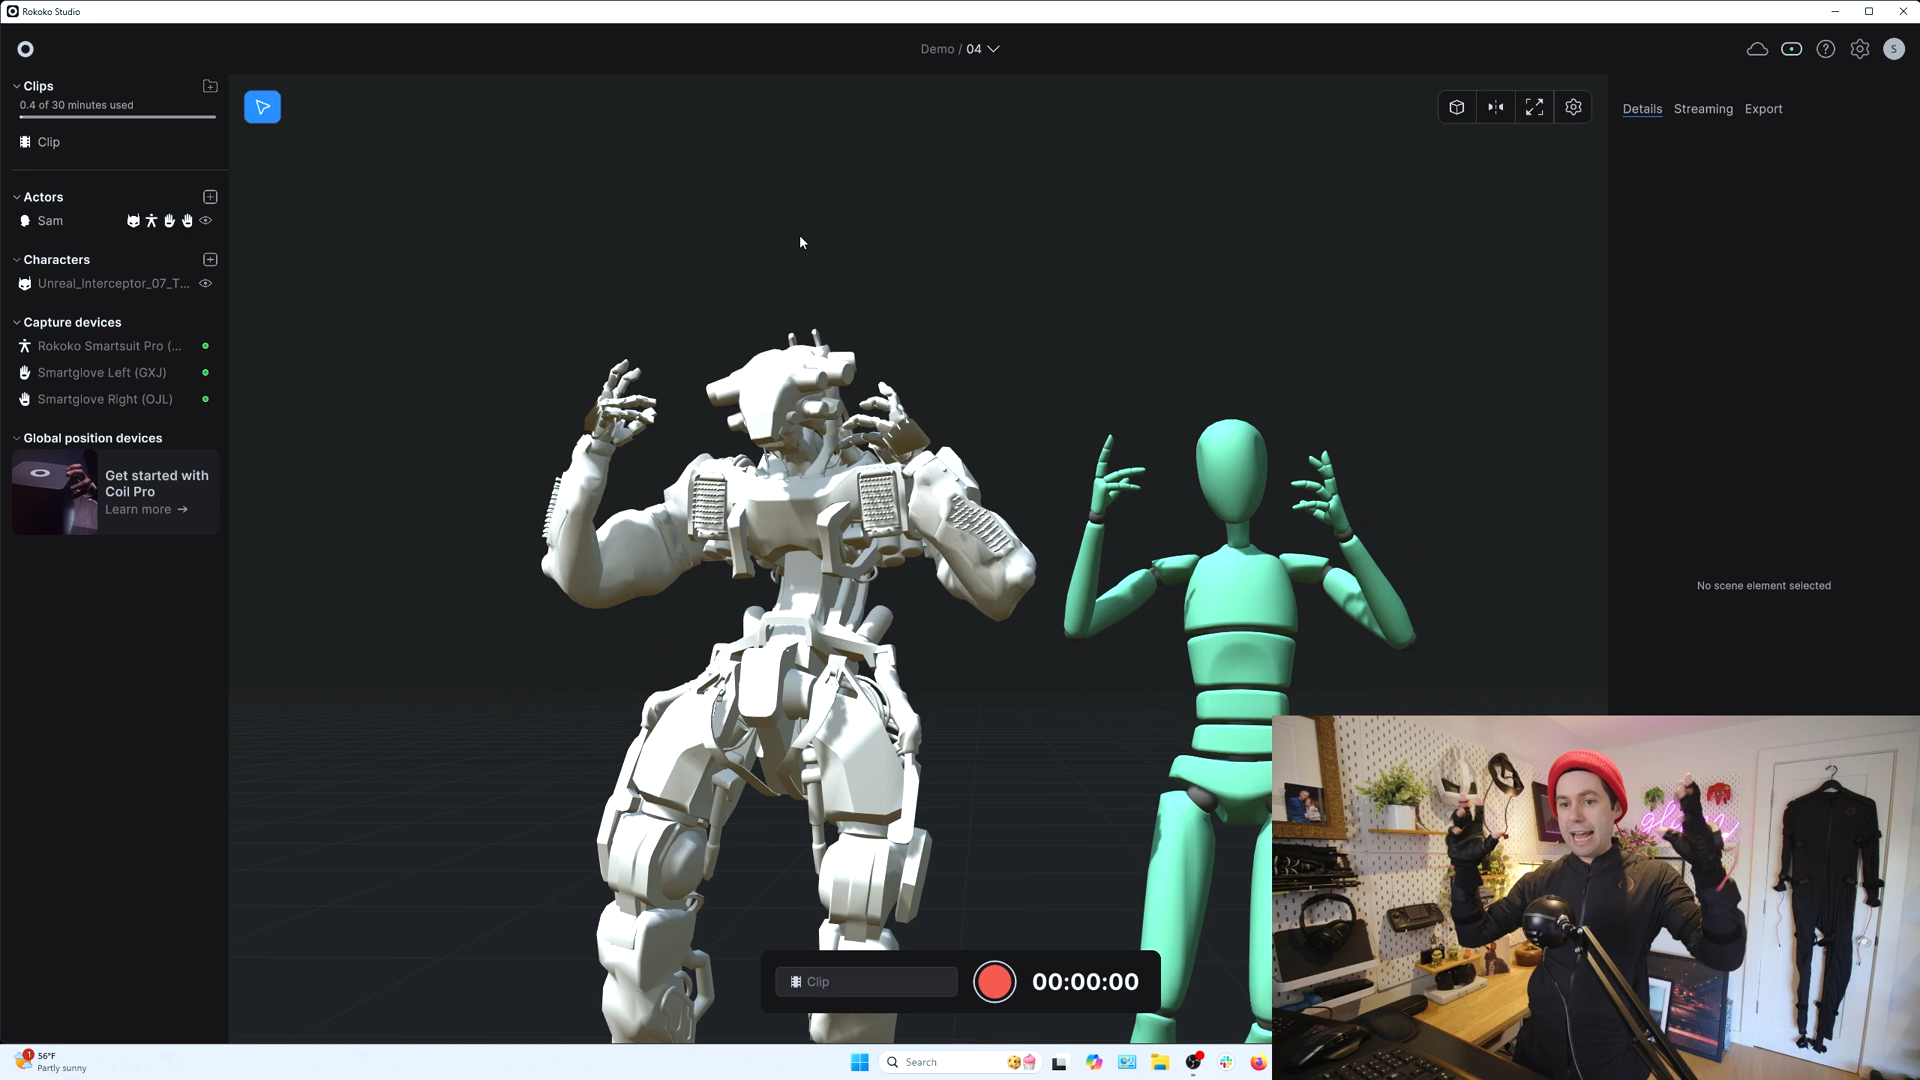 Rokoko Studio
Demo / 04
S
Clips
0.4 of 30 minutes used
Clip
Actors
Sam
Characters
Unreal_Interceptor_07_T...
Capture devices
Rokoko Smartsuit Pro (...
Smartglove Left (GXJ)
Smartglove Right (OJL)
Global position devices
Get started with
Coil Pro
Learn more →
Details Streaming Export
No scene element selected
Clip
00:00:00
1
56°F
Partly sunny
Search